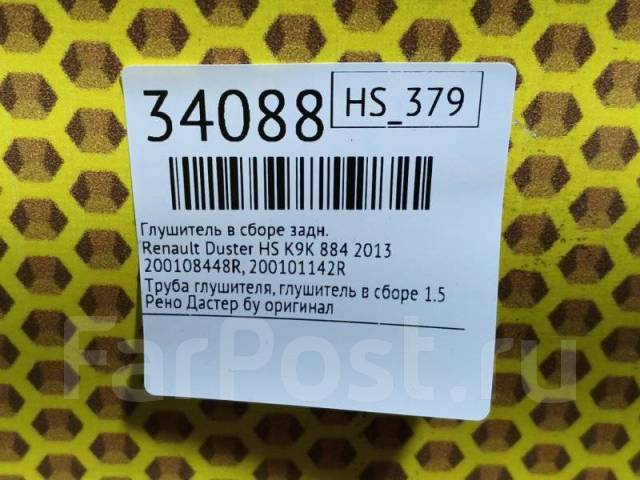 34088
HS_379
Глушитель в сборе задн.
Renault Duster HS K9K 884 2013
200108448R, 200101142R
Труба глушителя, глушитель в сборе 1.5
Рено Дастер бу оригинал
FarPost.ru